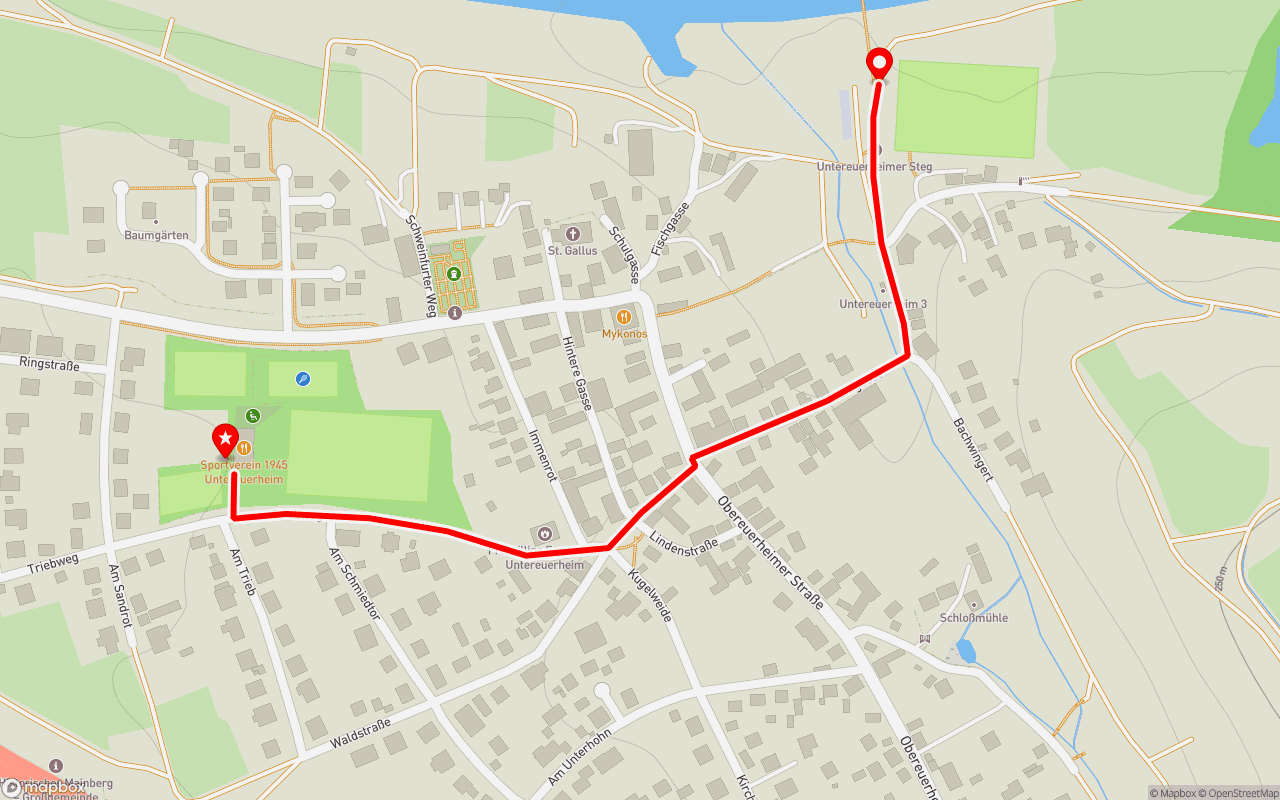 Untereuerheimer Steg
Baumgärten
Schweinfurter Weg
St. Gallus
Schulgasse
Fischgasse
Mykonos
Ringstraße
Hintere Gasse
Immenrot
Bachwingert
Sportverein 1945
Untereuerheim
Obereuerheimer Straße
Lindenstraße
Untereuerheim
Triebweg
Am Sandrot
Am Trieb
Am Schmiedtor
Kugelweide
Schloßmühle
250 m
Waldstraße
Am Unterhohn
Mainberg
Großgemeinde
mapbox
© Mapbox © OpenStreetMap